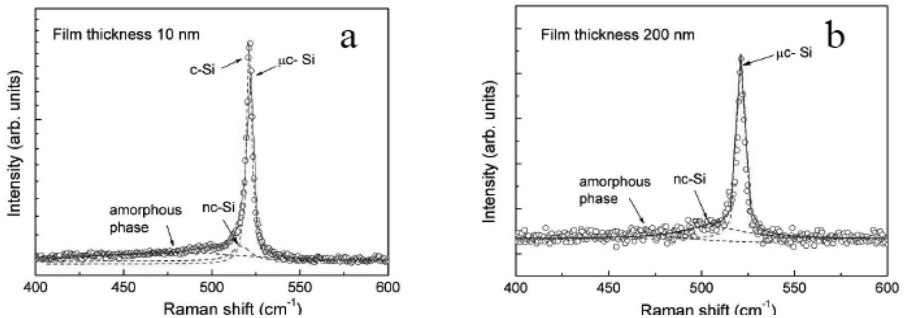 Film thickness 10 nm
a
c-Si
μc- Si
nc-Si
amorphous
phase
Intensity (arb. units)
400 450 500 550 600
Raman shift (cm⁻¹)
Film thickness 200 nm
b
μc- Si
nc-Si
amorphous
phase
Intensity (arb. units)
400 450 500 550 600
Raman shift (cm⁻¹)